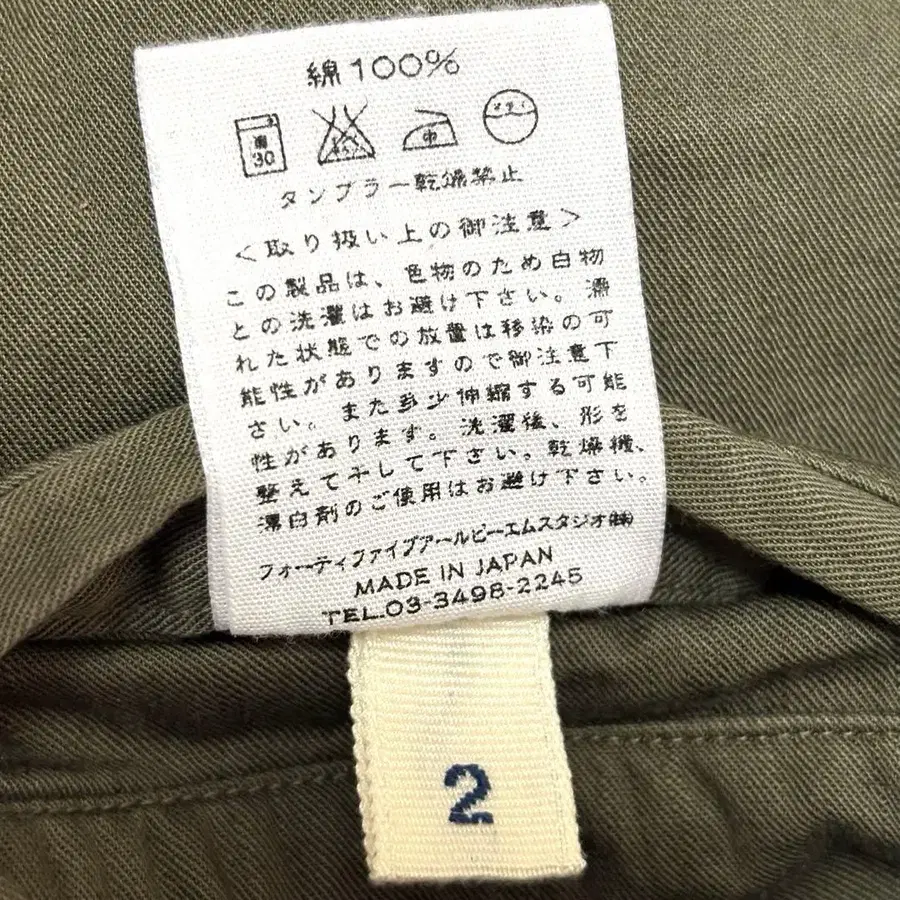 綿100%
弱
30
中
タンブラー乾燥禁止
<取り扱い上の御注意>
この製品は、色物のため白物
との洗濯はお避け下さい。濡
れた状態での放置は移染の可
能性がありますので御注意下
さい。また多少伸縮する可能
性があります。洗濯後、形を
整えて干して下さい。乾燥機、
漂白剤のご使用はお避け下さい。
フォーティファイブアールピーエムスタジオ㈱
MADE IN JAPAN
TEL.03-3498-2245
2